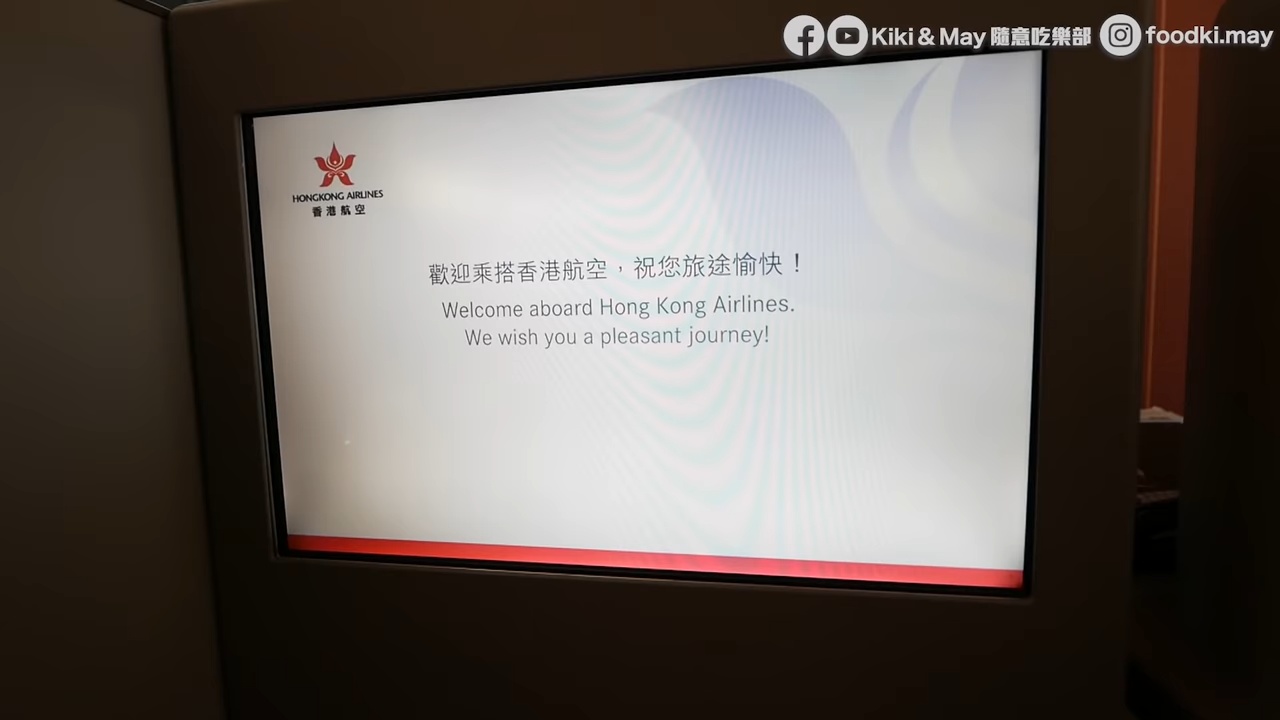 Kiki & May 隨意吃樂部 foodki.may
HONGKONG AIRLINES
香港航空
歡迎乘搭香港航空，祝您旅途愉快！
Welcome aboard Hong Kong Airlines.
We wish you a pleasant journey!